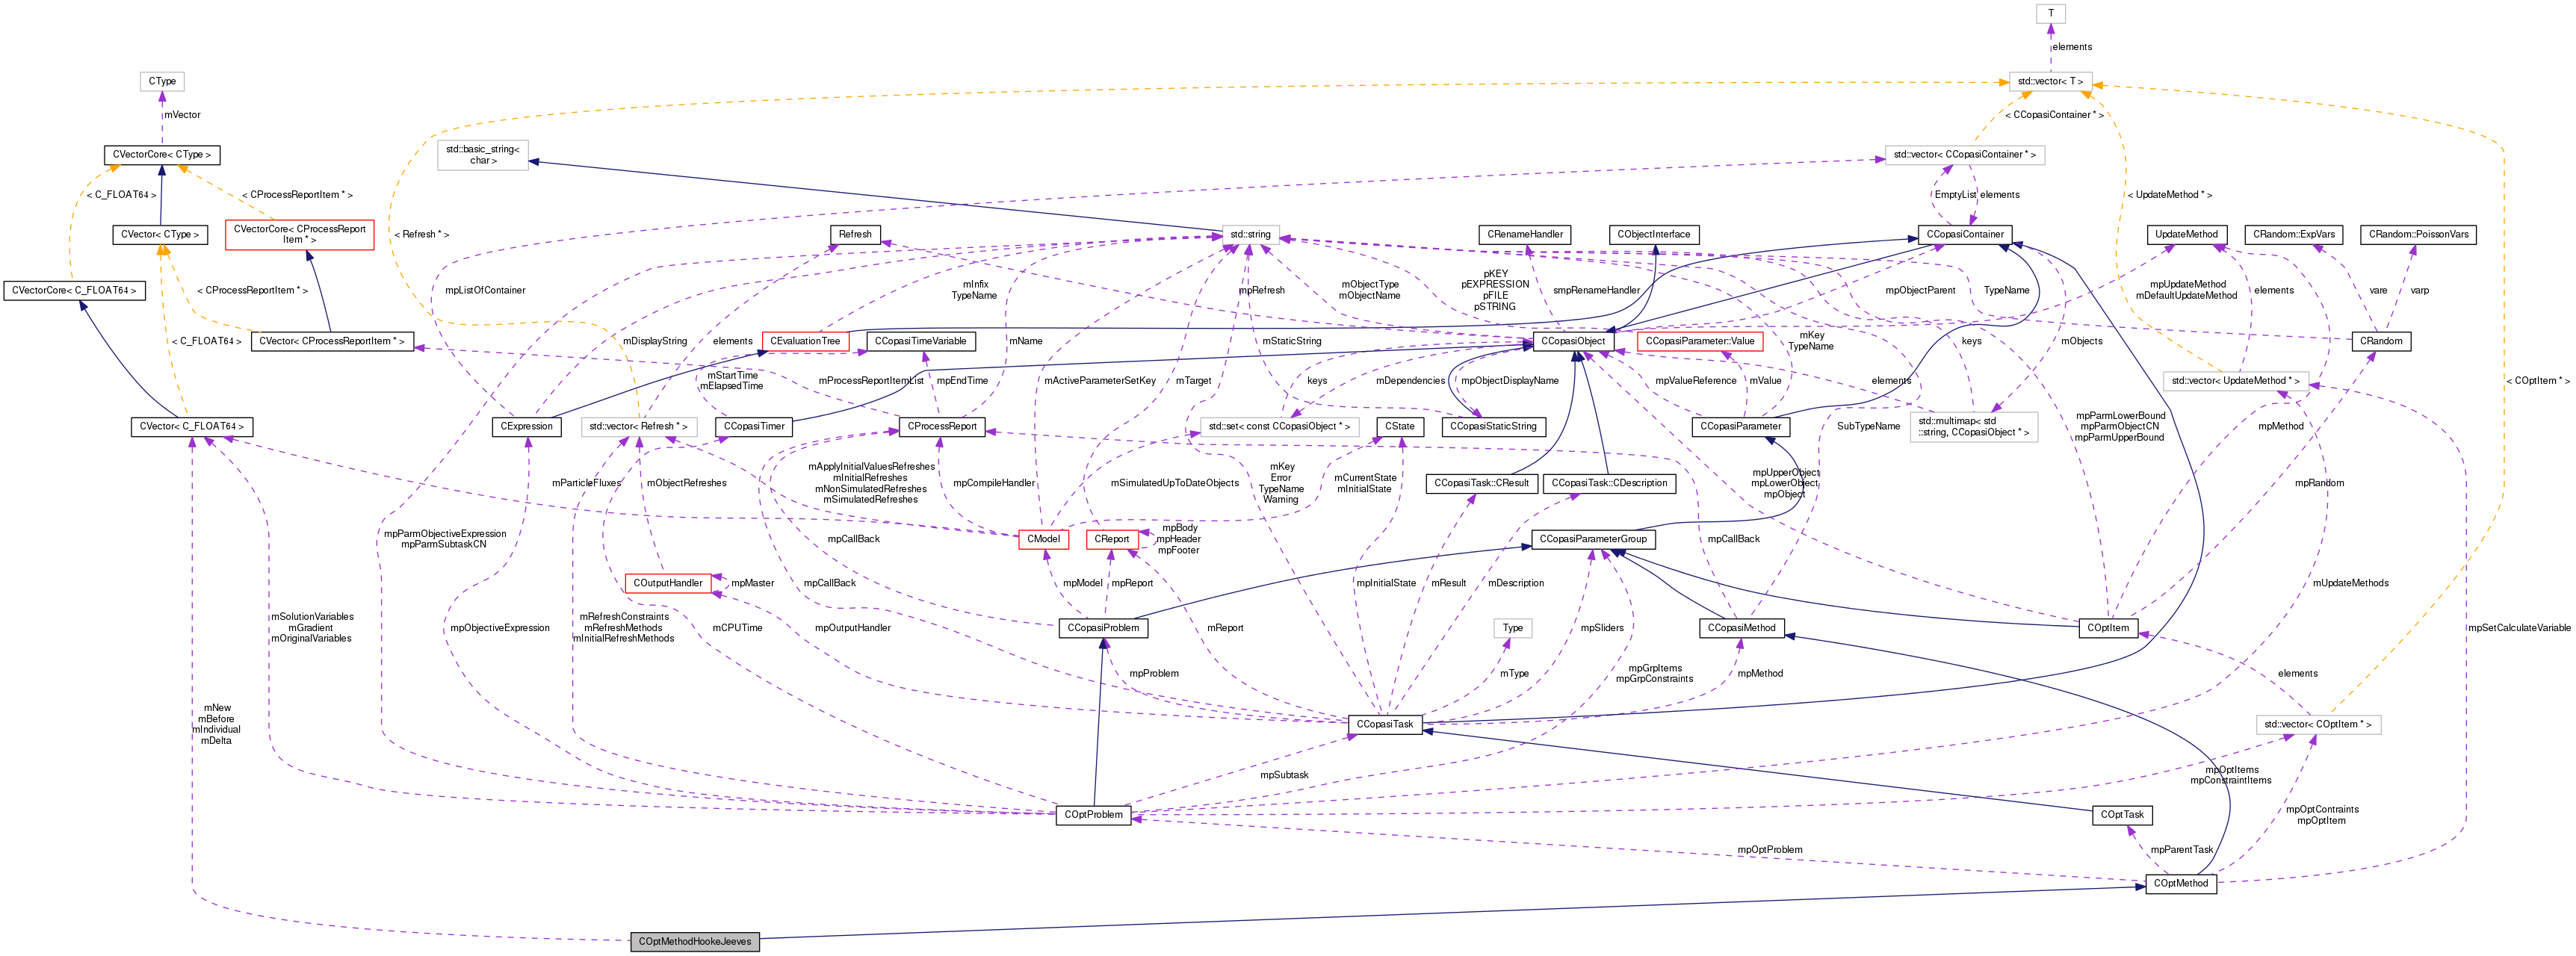 T
elements
CType
std::vector< T >
mVector
< CCopasiContainer * >
std::basic_string<
char >
CVectorCore< CType >
std::vector< CCopasiContainer * >
< C_FLOAT64 >
< CProcessReportItem * >
EmptyList
elements
< UpdateMethod * >
CVector< CType >
CVectorCore< CProcessReport
Item * >
< Refresh * >
Refresh
std::string
CRenameHandler
CObjectInterface
CCopasiContainer
UpdateMethod
CRandom::ExpVars
CRandom::PoissonVars
CVectorCore< C_FLOAT64 >
< CProcessReportItem * >
mpListOfContainer
mInfix
TypeName
mpRefresh
mObjectType
mObjectName
pKEY
pEXPRESSION
pFILE
pSTRING
smpRenameHandler
mpObjectParent
TypeName
mpUpdateMethod
mDefaultUpdateMethod
elements
vare
varp
< C_FLOAT64 >
CVector< CProcessReportItem * >
mDisplayString
elements
CEvaluationTree
CCopasiTimeVariable
mName
mStaticString
CCopasiObject
CCopasiParameter::Value
mKey
TypeName
keys
mObjects
CRandom
mStartTime
mElapsedTime
mProcessReportItemList
mpEndTime
mActiveParameterSetKey
mTarget
keys
mDependencies
mpObjectDisplayName
mpValueReference
mValue
elements
std::vector< UpdateMethod * >
< COptItem * >
CVector< C_FLOAT64 >
CExpression
std::vector< Refresh * >
CCopasiTimer
CProcessReport
std::set< const CCopasiObject * >
CState
CCopasiStaticString
CCopasiParameter
SubTypeName
std::multimap< std
::string, CCopasiObject * >
mpParmLowerBound
mpParmObjectCN
mpParmUpperBound
mpMethod
mParticleFluxes
mObjectRefreshes
mApplyInitialValuesRefreshes
mInitialRefreshes
mNonSimulatedRefreshes
mSimulatedRefreshes
mpCompileHandler
mSimulatedUpToDateObjects
mKey
Error
TypeName
Warning
mCurrentState
mInitialState
CCopasiTask::CResult
CCopasiTask::CDescription
mpUpperObject
mpLowerObject
mpObject
mpRandom
mpParmObjectiveExpression
mpParmSubtaskCN
mpCallBack
CModel
CReport
mpBody
mpHeader
mpFooter
CCopasiParameterGroup
mpCallBack
COutputHandler
mpMaster
mpCallBack
mpModel
mpReport
mpInitialState
mResult
mDescription
mUpdateMethods
mSolutionVariables
mGradient
mOriginalVariables
mpObjectiveExpression
mRefreshConstraints
mRefreshMethods
mInitialRefreshMethods
mCPUTime
mpOutputHandler
CCopasiProblem
mReport
Type
mpSliders
CCopasiMethod
COptItem
mpSetCalculateVariable
mpProblem
mType
mpGrpItems
mpGrpConstraints
mpMethod
elements
mNew
mBefore
mIndividual
mDelta
CCopasiTask
std::vector< COptItem * >
mpSubtask
mpOptItems
mpConstraintItems
COptProblem
COptTask
mpOptContraints
mpOptItem
mpOptProblem
mpParentTask
COptMethod
COptMethodHookeJeeves